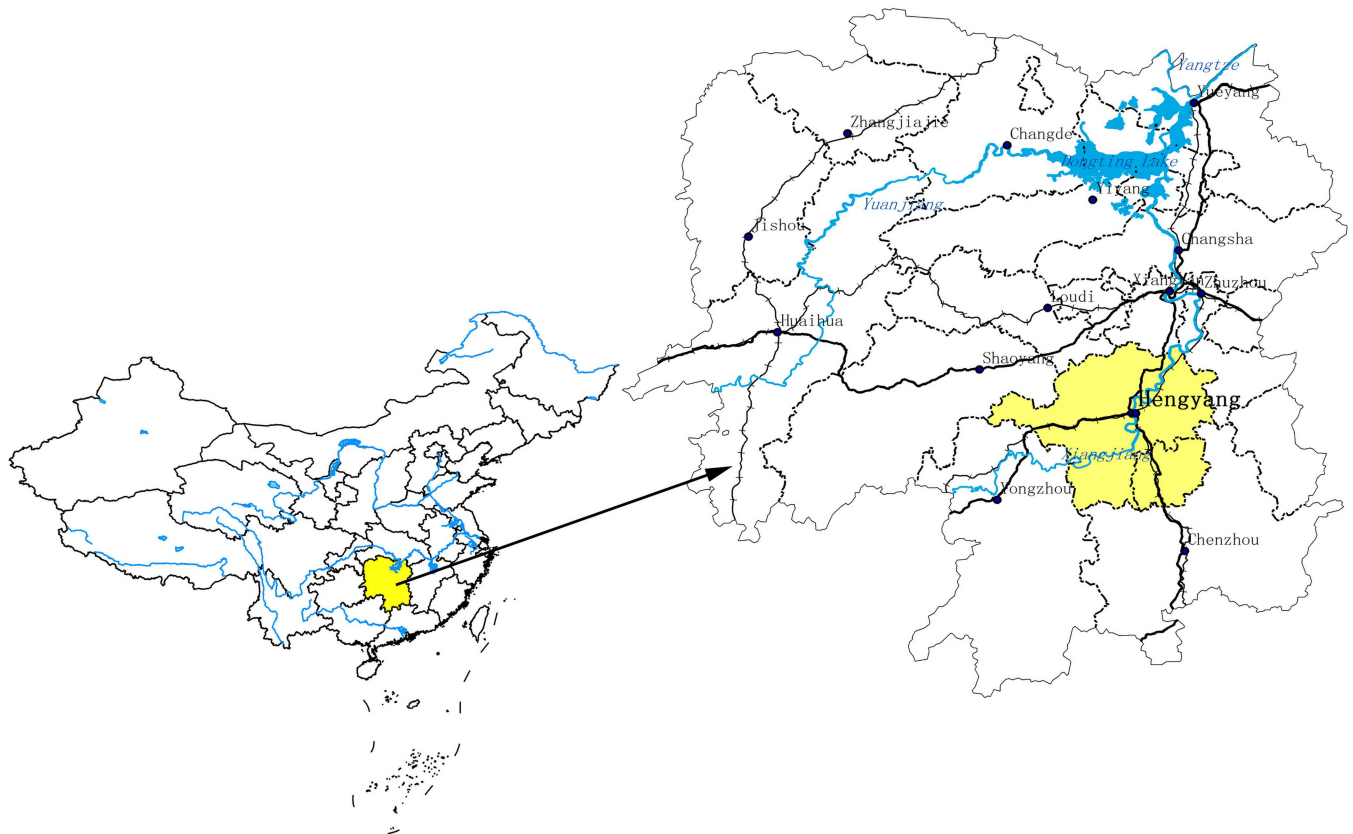 Yangtze
Yueyang
Zhangjiajie
Changde
Dongting Lake
Yiyang
Yuanjiang
Jishou
Changsha
Zhuzhou
Loudi
Huaihua
Shaoyang
Hengyang
Xiangjiang
Yongzhou
Chenzhou